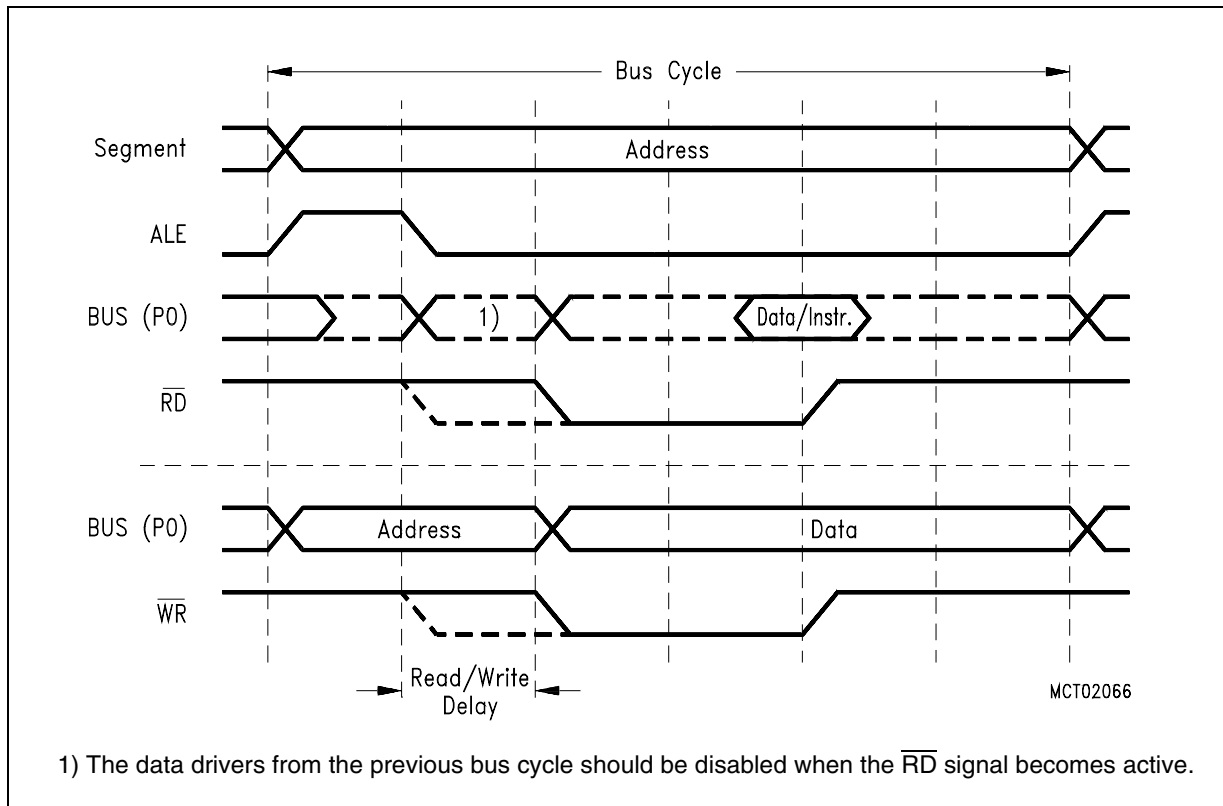 Bus Cycle
Segment
Address
ALE
BUS (P0)
1)
Data/Instr.
RD
BUS (P0)
Address
Data
WR
Read/Write
Delay
MCT02066
1) The data drivers from the previous bus cycle should be disabled when the RD signal becomes active.